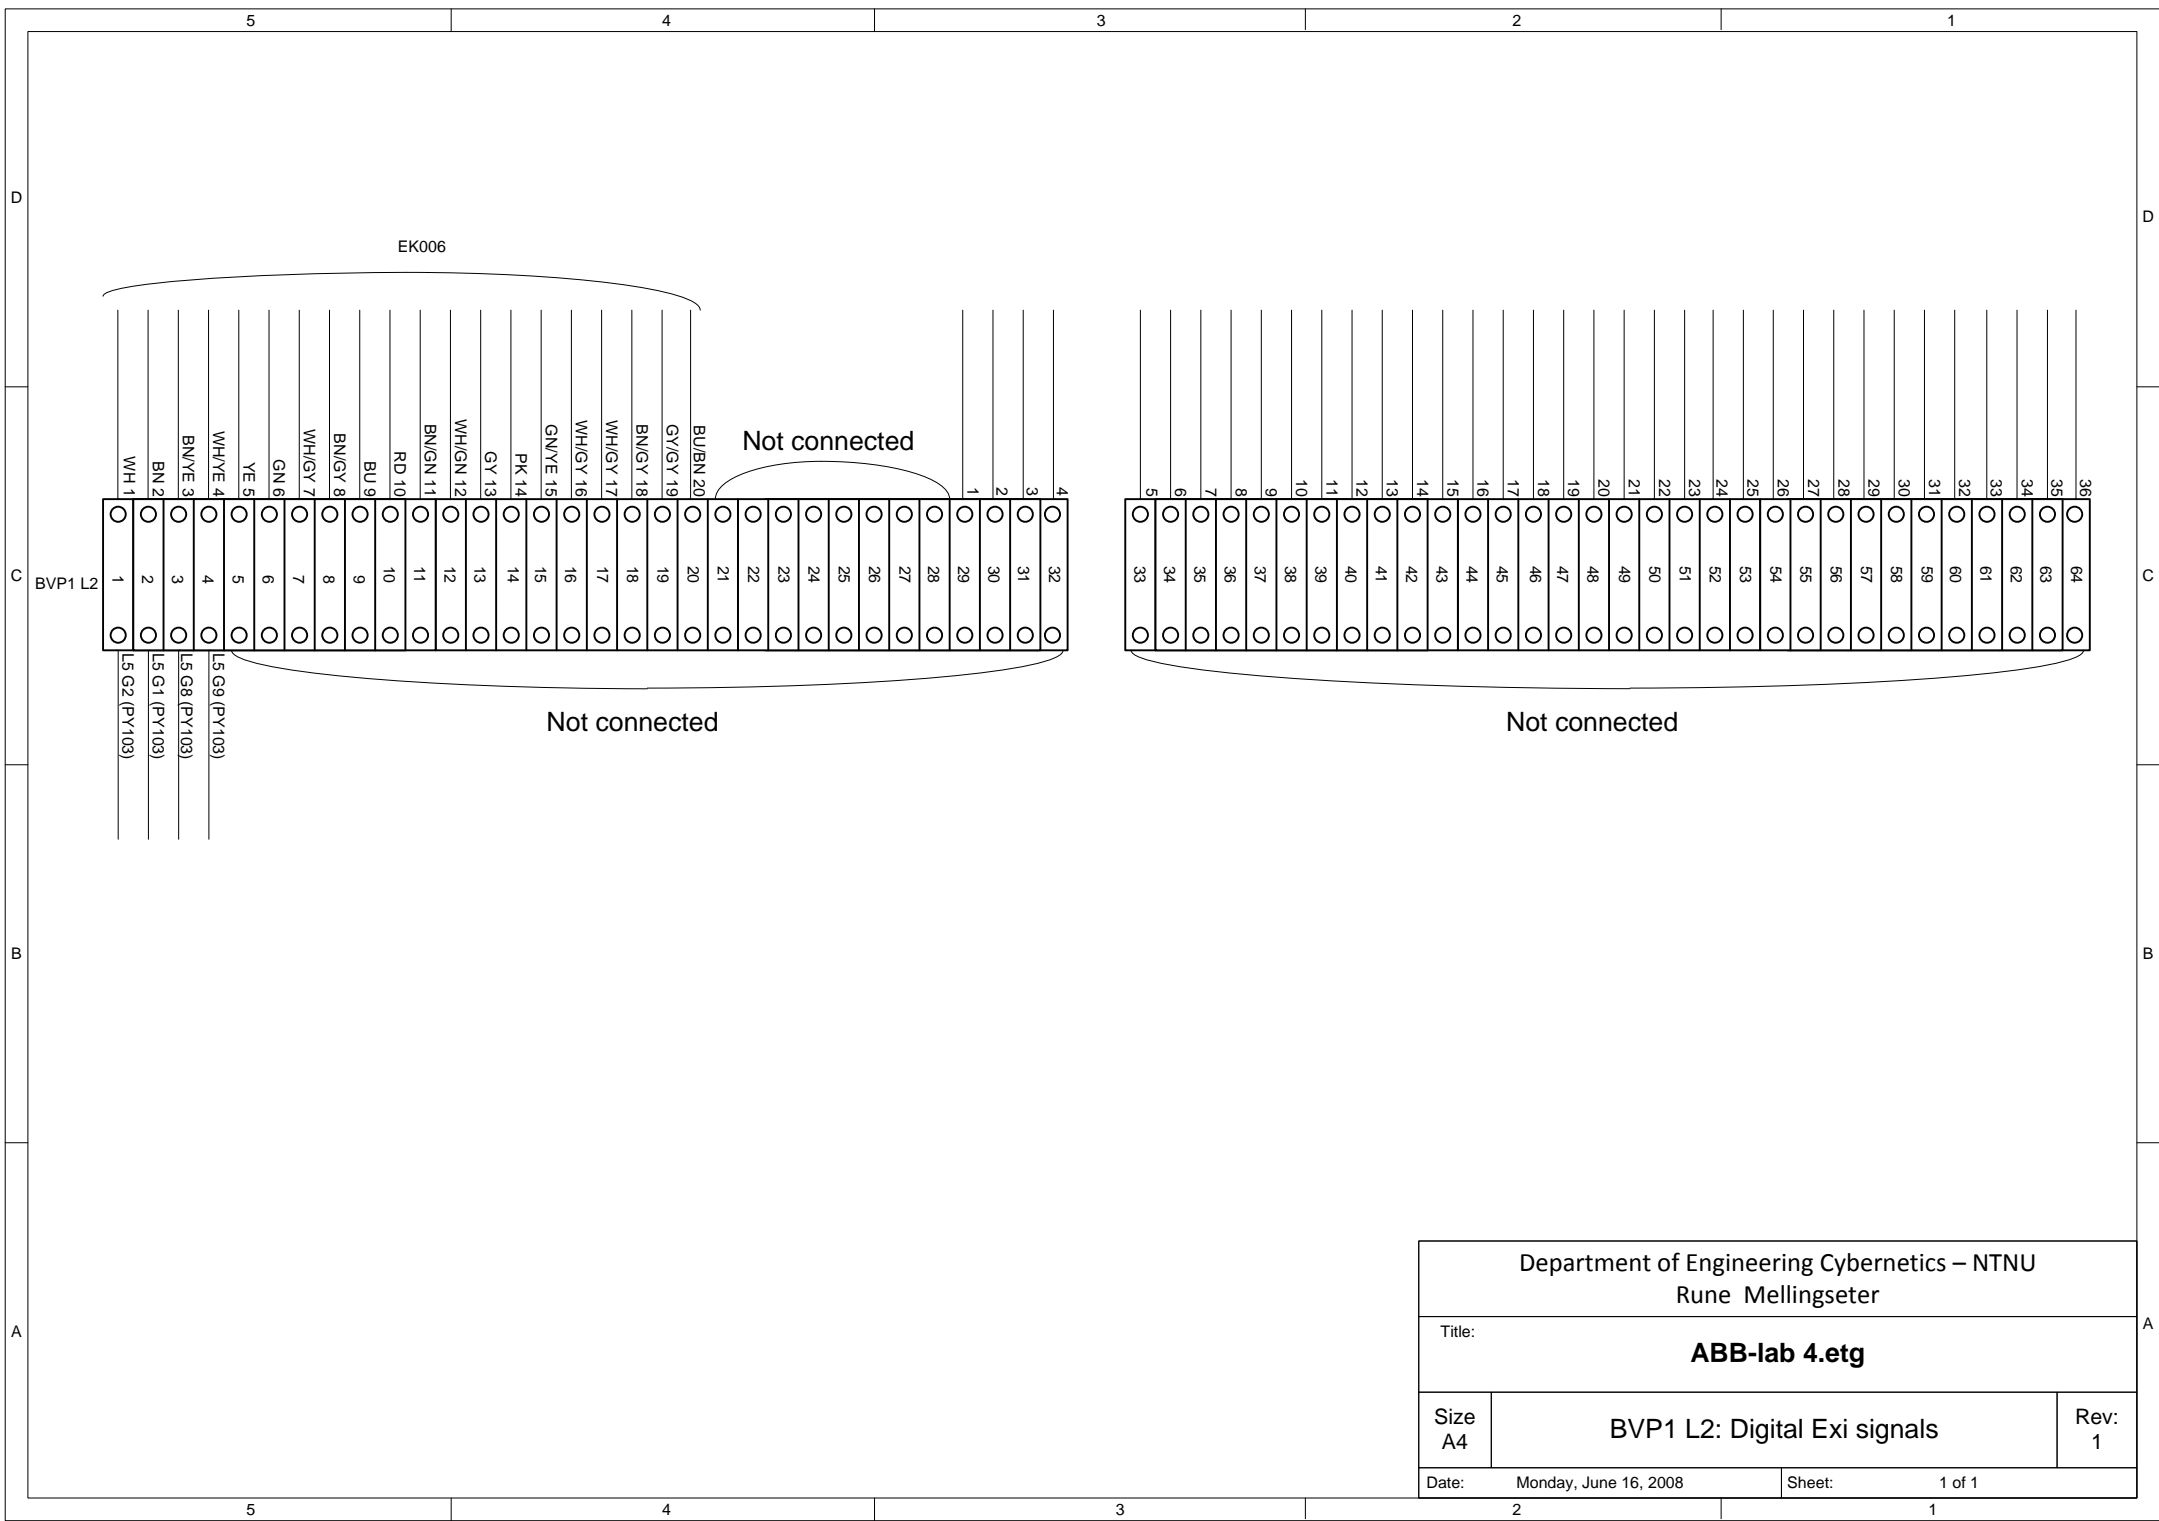 5 4 3 2 1
D D
EK006
WH 1
BN 2
BN/YE 3
WH/YE 4
YE 5
GN 6
WH/GY 7
BN/GY 8
BU 9
RD 10
BN/GN 11
WH/GN 12
GY 13
PK 14
GN/YE 15
WH/GY 16
WH/GY 17
BN/GY 18
GY/GY 19
BU/BN 20
Not connected
1 2 3 4
5 6 7 8 9 10 11 12 13 14 15 16 17 18 19 20 21 22 23 24 25 26 27 28 29 30 31 32 33 34 35 36
C C
BVP1 L2
1 2 3 4 5 6 7 8 9 10 11 12 13 14 15 16 17 18 19 20 21 22 23 24 25 26 27 28 29 30 31 32
33 34 35 36 37 38 39 40 41 42 43 44 45 46 47 48 49 50 51 52 53 54 55 56 57 58 59 60 61 62 63 64
L5 G2 (PY103)
L5 G1 (PY103)
L5 G8 (PY103)
L5 G9 (PY103)
Not connected
Not connected
B B
A A
Department of Engineering Cybernetics – NTNU
Rune Mellingseter
Title:
ABB-lab 4.etg
Size
A4
BVP1 L2: Digital Exi signals
Rev:
1
Date: Monday, June 16, 2008
Sheet: 1 of 1
5 4 3 2 1